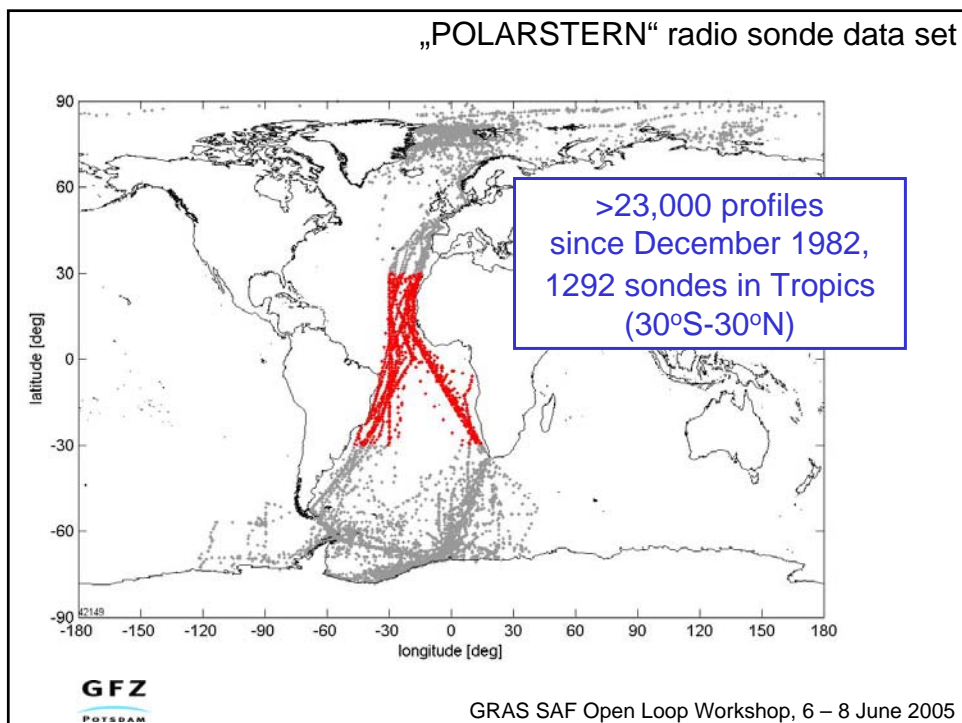 „POLARSTERN“ radio sonde data set
90
60
30
0
-30
-60
-90
latitude [deg]
>23,000 profiles
since December 1982,
1292 sondes in Tropics
(30°S-30°N)
42149
-180 -150 -120 -90 -60 -30 0 30 60 90 120 150 180
longitude [deg]
GFZ
POTSDAM
GRAS SAF Open Loop Workshop, 6 – 8 June 2005